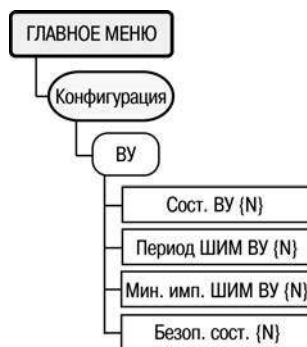 ГЛАВНОЕ МЕНЮ
Конфигурация
ВУ
Сост. ВУ {N}
Период ШИМ ВУ {N}
Мин. имп. ШИМ ВУ {N}
Безоп. сост. {N}